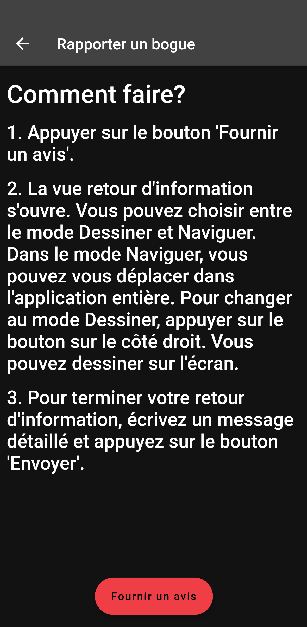 Rapporter un bogue
Comment faire?
1. Appuyer sur le bouton 'Fournir
un avis'.
2. La vue retour d'information
s'ouvre. Vous pouvez choisir entre
le mode Dessiner et Naviguer.
Dans le mode Naviguer, vous
pouvez vous déplacer dans
l'application entière. Pour changer
au mode Dessiner, appuyer sur le
bouton sur le côté droit. Vous
pouvez dessiner sur l'écran.
3. Pour terminer votre retour
d'information, écrivez un message
détaillé et appuyez sur le bouton
'Envoyer'.
Fournir un avis